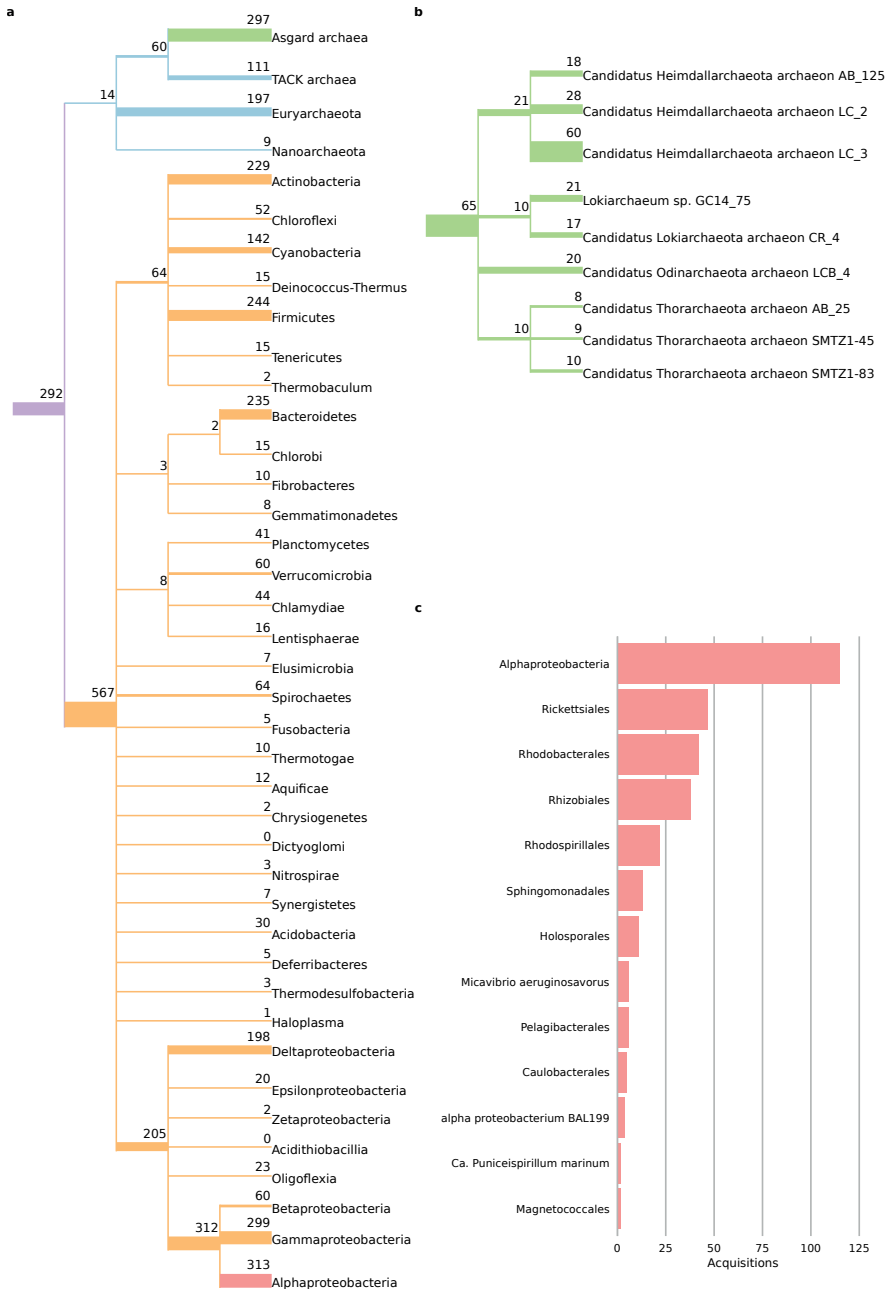 a
297
Asgard archaea
60
111
TACK archaea
14
197
Euryarchaeota
9
Nanoarchaeota
229
Actinobacteria
52
Chloroflexi
142
Cyanobacteria
64
15
Deinococcus-Thermus
244
Firmicutes
15
Tenericutes
2
Thermobaculum
292
235
Bacteroidetes
2
15
Chlorobi
3
10
Fibrobacteres
8
Gemmatimonadetes
41
Planctomycetes
60
Verrucomicrobia
8
44
Chlamydiae
16
Lentisphaerae
7
Elusimicrobia
567
64
Spirochaetes
5
Fusobacteria
10
Thermotogae
12
Aquificae
2
Chrysiogenetes
0
Dictyoglomi
3
Nitrospirae
7
Synergistetes
30
Acidobacteria
5
Deferribacteres
3
Thermodesulfobacteria
1
Haloplasma
198
Deltaproteobacteria
20
Epsilonproteobacteria
2
Zetaproteobacteria
205
0
Acidithiobacillia
23
Oligoflexia
60
Betaproteobacteria
312
299
Gammaproteobacteria
313
Alphaproteobacteria
b
18
Candidatus Heimdallarchaeota archaeon AB_125
21
28
Candidatus Heimdallarchaeota archaeon LC_2
60
Candidatus Heimdallarchaeota archaeon LC_3
65
21
Lokiarchaeum sp. GC14_75
10
17
Candidatus Lokiarchaeota archaeon CR_4
20
Candidatus Odinarchaeota archaeon LCB_4
8
Candidatus Thorarchaeota archaeon AB_25
10
9
Candidatus Thorarchaeota archaeon SMTZ1-45
10
Candidatus Thorarchaeota archaeon SMTZ1-83
c
Alphaproteobacteria
Rickettsiales
Rhodobacterales
Rhizobiales
Rhodospirillales
Sphingomonadales
Holosporales
Micavibrio aeruginosavorus
Pelagibacterales
Caulobacterales
alpha proteobacterium BAL199
Ca. Puniceispirillum marinum
Magnetococcales
0 25 50 75 100 125
Acquisitions